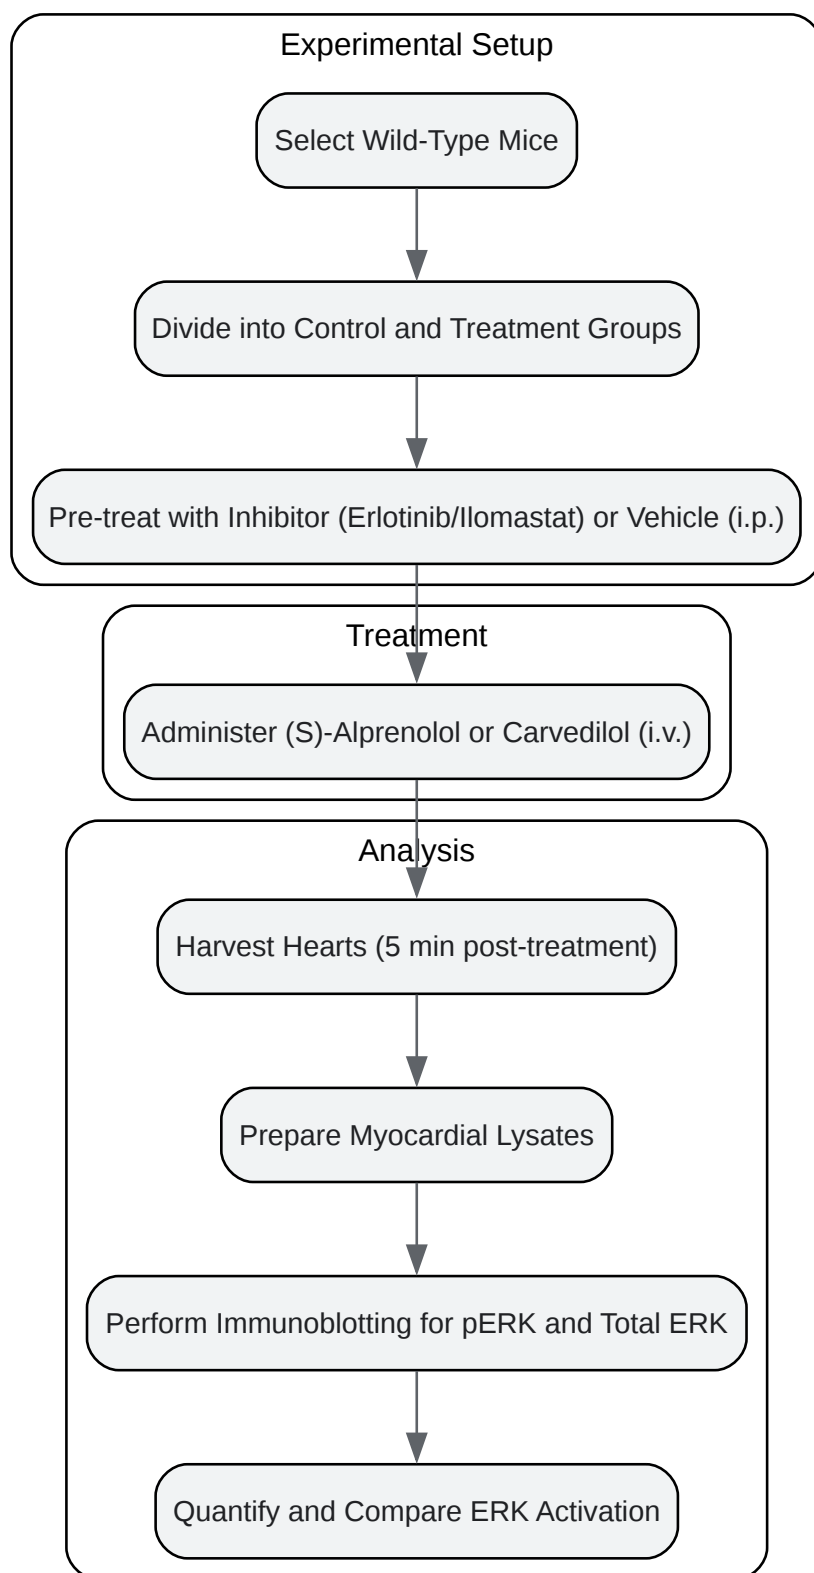 Experimental Setup
Select Wild-Type Mice
Divide into Control and Treatment Groups
Pre-treat with Inhibitor (Erlotinib/Ilomastat) or Vehicle (i.p.)
Treatment
Administer (S)-Alprenolol or Carvedilol (i.v.)
Analysis
Harvest Hearts (5 min post-treatment)
Prepare Myocardial Lysates
Perform Immunoblotting for pERK and Total ERK
Quantify and Compare ERK Activation